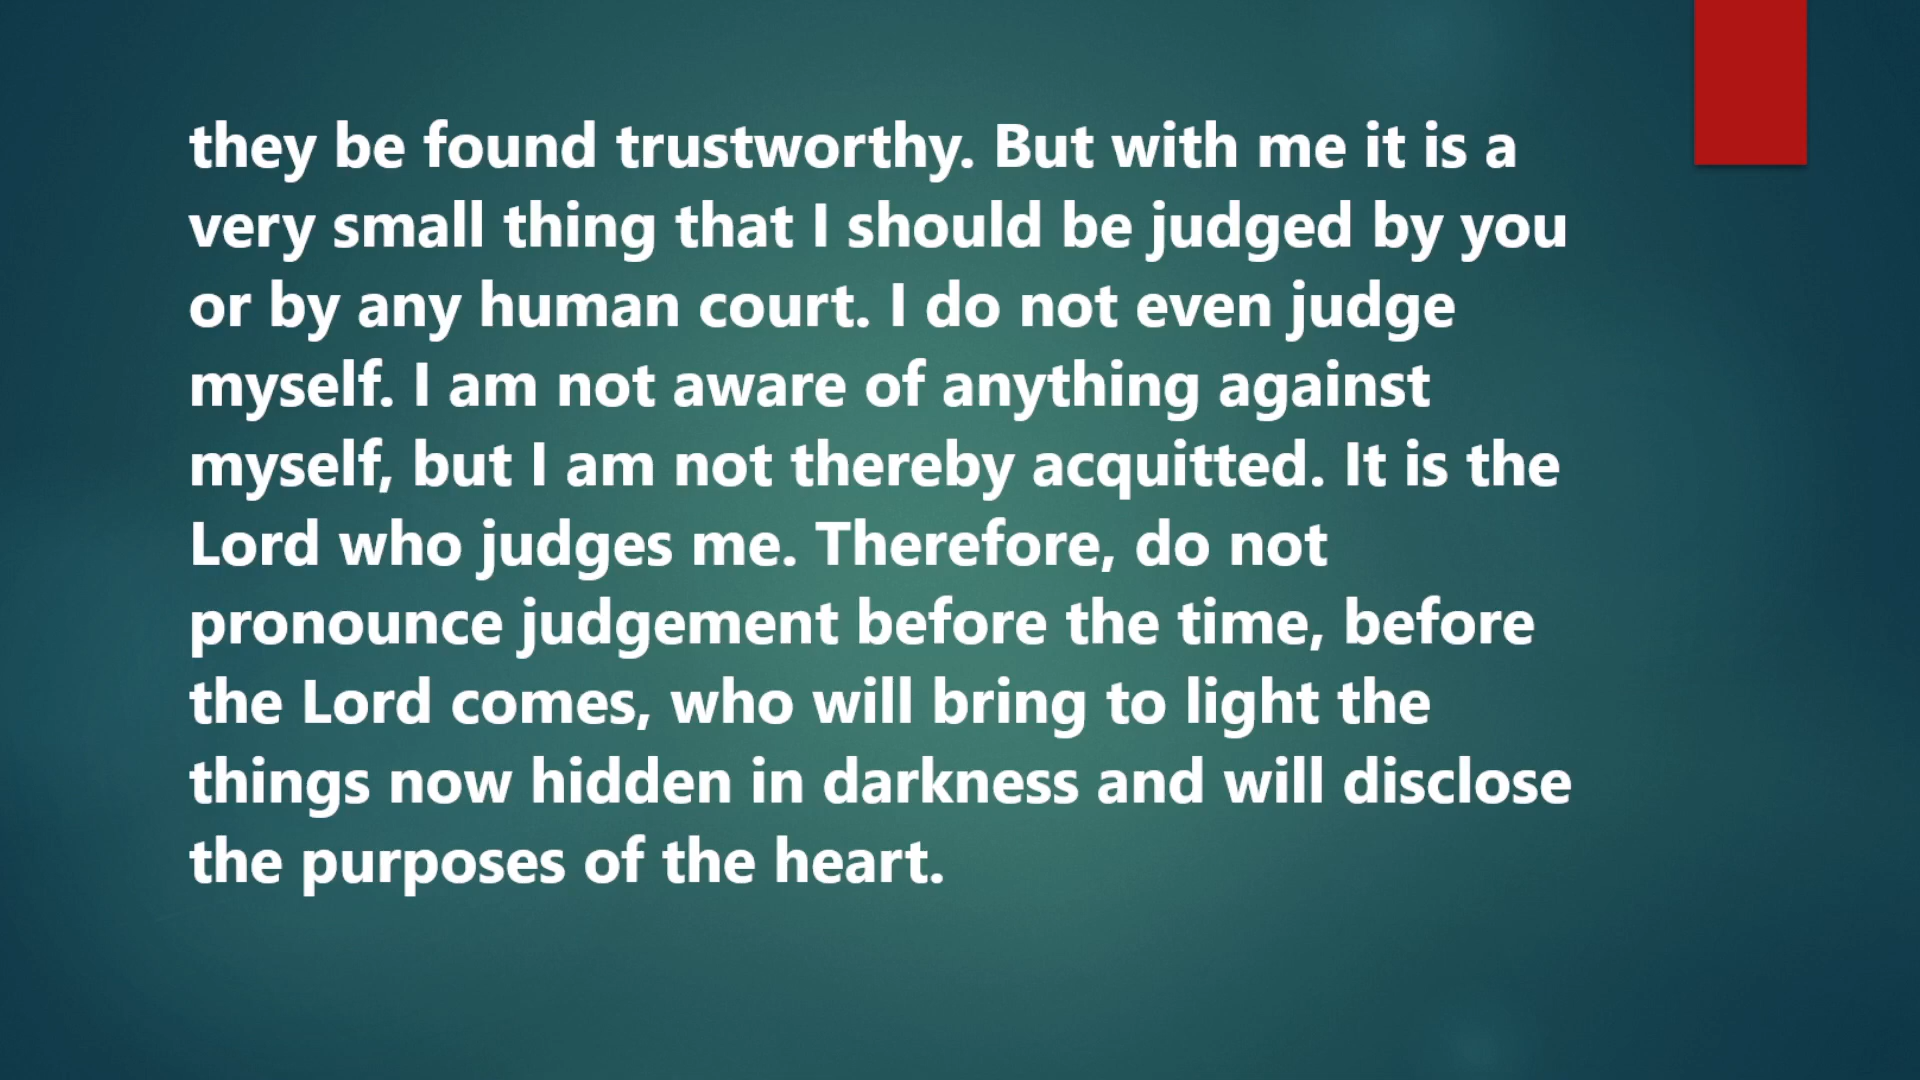 they be found trustworthy. But with me it is a
very small thing that I should be judged by you
or by any human court. I do not even judge
myself. I am not aware of anything against
myself, but I am not thereby acquitted. It is the
Lord who judges me. Therefore, do not
pronounce judgement before the time, before
the Lord comes, who will bring to light the
things now hidden in darkness and will disclose
the purposes of the heart.